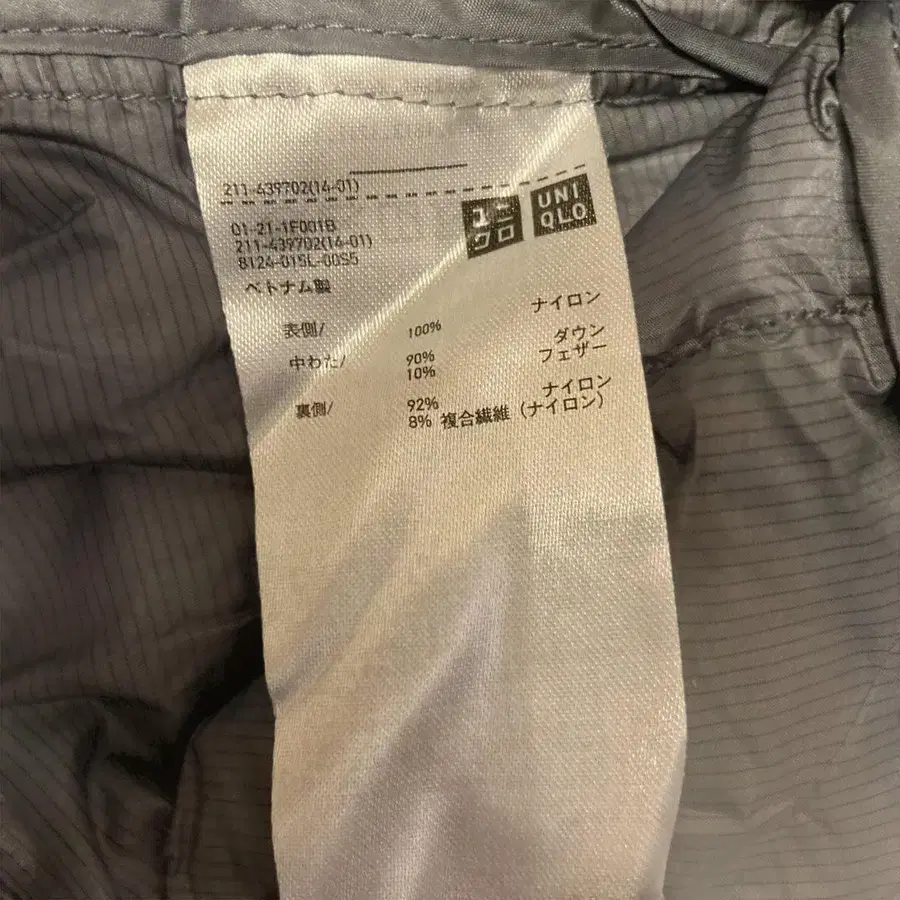 211-439702(14-01)
ユニクロ
UNIQLO
01-21-1F001B
211-439702(14-01)
8124-015L-00S5
ベトナム製
表側/ 100% ナイロン
中わた/ 90% ダウン
10% フェザー
裏側/ 92% ナイロン
8% 複合繊維（ナイロン）